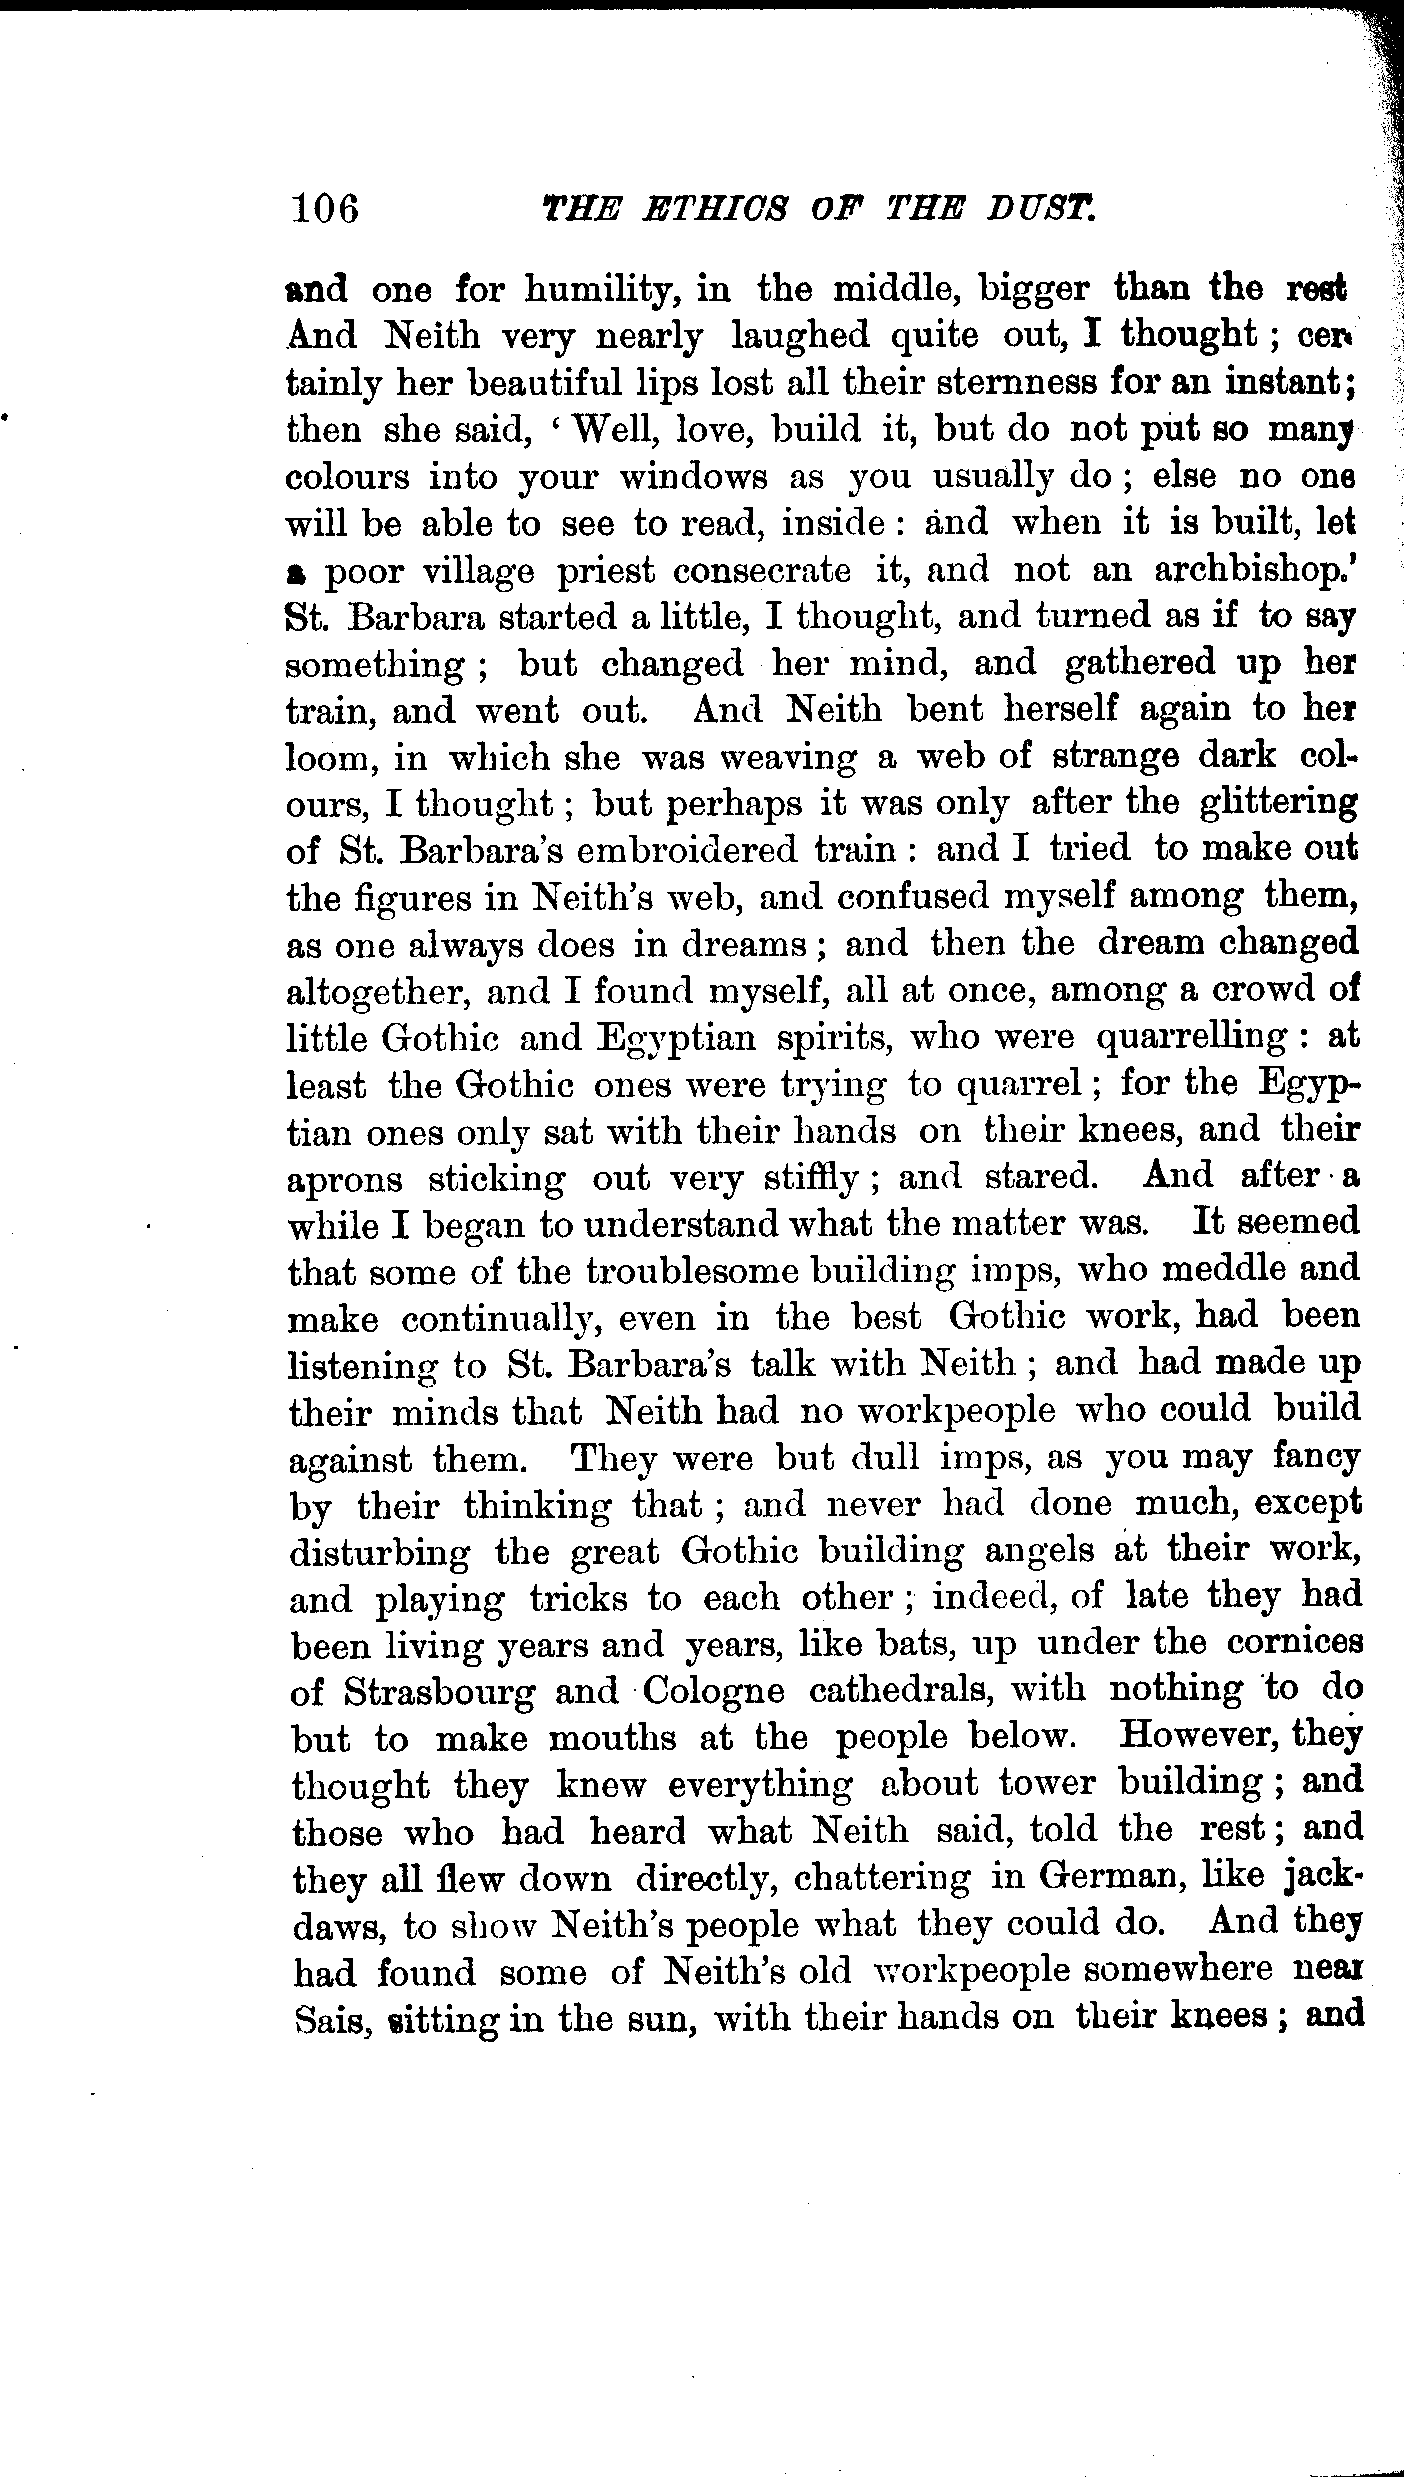 106 THE ETHICS OF THE DUST.
and one for humility, in the middle, bigger than the rest
And Neith very nearly laughed quite out, I thought ; cer-
tainly her beautiful lips lost all their sternness for an instant;
then she said, ‘ Well, love, build it, but do not put so many
colours into your windows as you usually do ; else no one
will be able to see to read, inside : and when it is built, let
a poor village priest consecrate it, and not an archbishop.’
St. Barbara started a little, I thought, and turned as if to say
something ; but changed her mind, and gathered up her
train, and went out. And Neith bent herself again to her
loom, in which she was weaving a web of strange dark col-
ours, I thought ; but perhaps it was only after the glittering
of St. Barbara’s embroidered train : and I tried to make out
the figures in Neith’s web, and confused myself among them,
as one always does in dreams ; and then the dream changed
altogether, and I found myself, all at once, among a crowd of
little Gothic and Egyptian spirits, who were quarrelling : at
least the Gothic ones were trying to quarrel ; for the Egyp-
tian ones only sat with their hands on their knees, and their
aprons sticking out very stiffly ; and stared. And after a
while I began to understand what the matter was. It seemed
that some of the troublesome building imps, who meddle and
make continually, even in the best Gothic work, had been
listening to St. Barbara’s talk with Neith ; and had made up
their minds that Neith had no workpeople who could build
against them. They were but dull imps, as you may fancy
by their thinking that ; and never had done much, except
disturbing the great Gothic building angels at their work,
and playing tricks to each other ; indeed, of late they had
been living years and years, like bats, up under the cornices
of Strasbourg and Cologne cathedrals, with nothing to do
but to make mouths at the people below. However, they
thought they knew everything about tower building ; and
those who had heard what Neith said, told the rest ; and
they all flew down directly, chattering in German, like jack-
daws, to show Neith’s people what they could do. And they
had found some of Neith’s old workpeople somewhere near
Sais, sitting in the sun, with their hands on their knees ; and